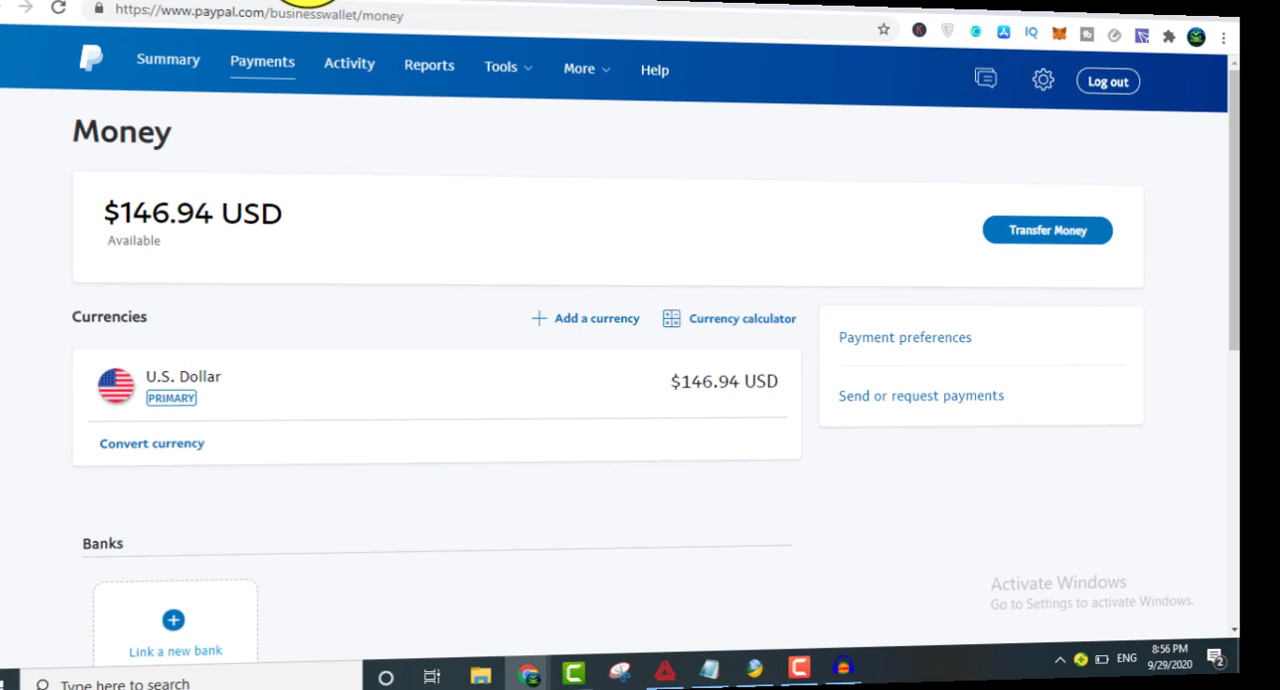 https://www.paypal.com/businesswallet/money
IQ
Summary
Payments
Activity
Reports
Tools
More
Help
Log out
Money
$146.94 USD
Available
Transfer Money
Currencies
Add a currency
Currency calculator
U.S. Dollar
PRIMARY
$146.94 USD
Convert currency
Payment preferences
Send or request payments
Banks
Link a new bank
Activate Windows
Go to Settings to activate Windows.
Type here to search
ENG
8:56 PM
9/29/2020
2